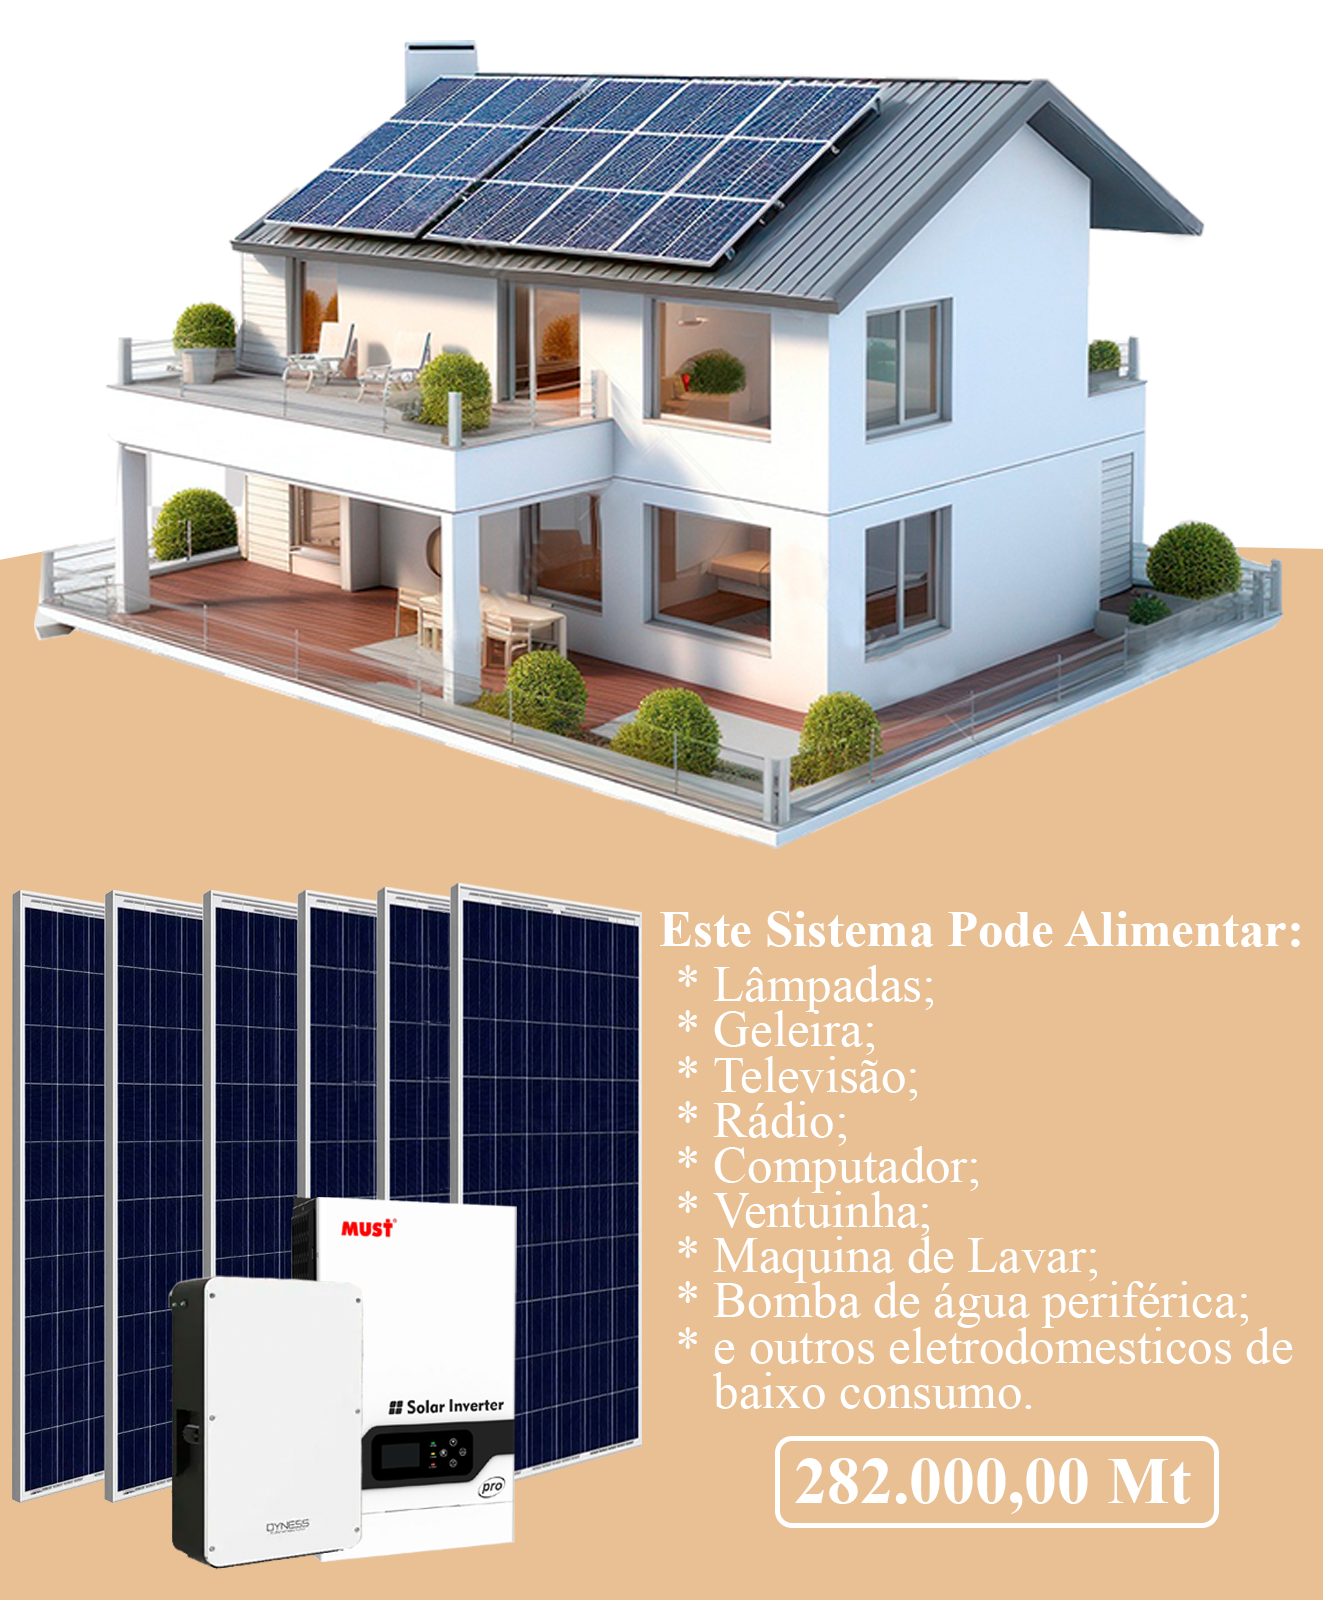 Este Sistema Pode Alimentar:
* Lâmpadas;
* Geleira;
* Televisão;
* Rádio;
* Computador;
* Ventuinha;
* Maquina de Lavar;
* Bomba de água periférica;
* e outros eletrodomesticos de
baixo consumo.
282.000,00 Mt
MUST®
Solar Inverter
pro
DYNESS